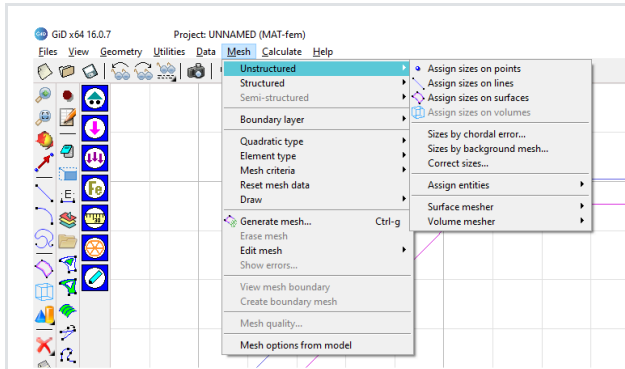 GiD x64 16.0.7 Project: UNNAMED (MAT-fem)
Files View Geometry Utilities Data Mesh Calculate Help
Unstructured
Structured
Semi-structured
Boundary layer
Quadratic type
Element type
Mesh criteria
Reset mesh data
Draw
Generate mesh... Ctrl-g
Erase mesh
Edit mesh
Show errors...
View mesh boundary
Create boundary mesh
Mesh quality...
Mesh options from model
Assign sizes on points
Assign sizes on lines
Assign sizes on surfaces
Assign sizes on volumes
Sizes by chordal error...
Sizes by background mesh...
Correct sizes...
Assign entities
Surface mesher
Volume mesher
E
Fe